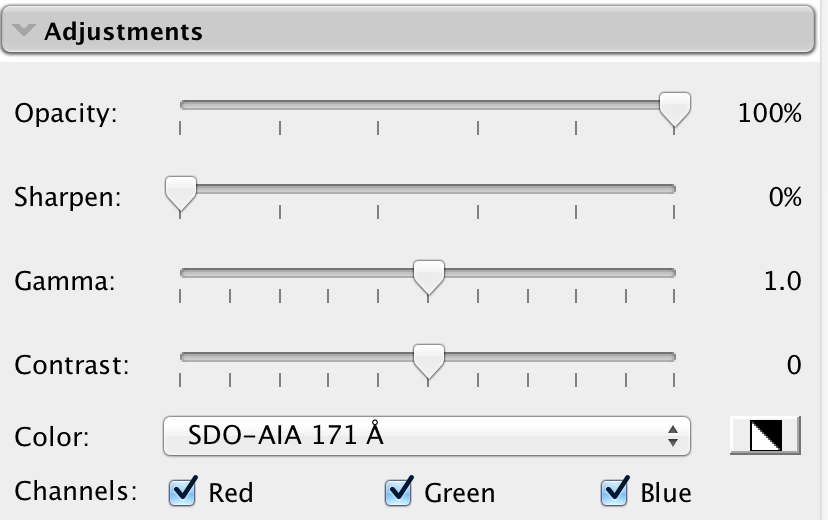 Adjustments
Opacity: 100%
Sharpen: 0%
Gamma: 1.0
Contrast: 0
Color: SDO-AIA 171 Å
Channels: Red Green Blue